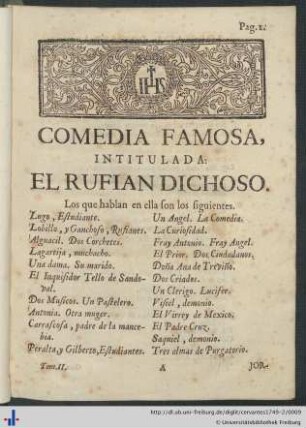 Pag. 1.
IHS
COMEDIA FAMOSA,
INTITULADA:
EL RUFIAN DICHOSO.
Los que hablan en ella son los siguientes.
Lugo, Estudiante.
Lobillo, y Ganchoso, Rufianes.
Alguacil. Dos Corchetes.
Lagartija, muchacho.
Una dama. Su marido.
El Inquisidor Tello de Sando-
val.
Dos Musicos. Un Pastelero.
Antonia. Otra muger.
Carrascosa, padre de la mance-
bia.
Peralta, y Gilberto, Estudiantes.
Un Angel. La Comedia.
La Curiosidad.
Fray Antonio. Fray Angel.
El Prior. Dos Ciudadanos.
Doña Ana de Treviño.
Dos Criados.
Un Clerigo. Lucifer.
Visiel, demonio.
El Virrey de Mexico.
El Padre Cruz.
Saquiel, demonio.
Tres almas de Purgatorio.
Tom. II. A JOR-
http://dl.ub.uni-freiburg.de/diglit/cervantes1749-2/0009
© Universitätsbibliothek Freiburg